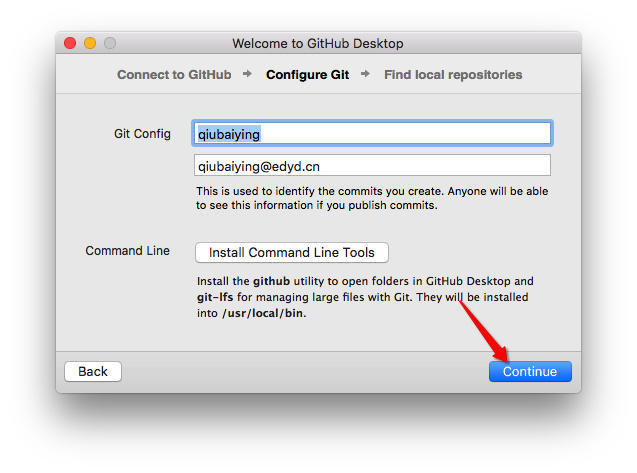 Welcome to GitHub Desktop
Connect to GitHub → Configure Git → Find local repositories
Git Config
qiubaiying
qiubaiying@edyd.cn
This is used to identify the commits you create. Anyone will be able
to see this information if you publish commits.
Command Line
Install Command Line Tools
Install the github utility to open folders in GitHub Desktop and
git-lfs for managing large files with Git. They will be installed
into /usr/local/bin.
Back
Continue